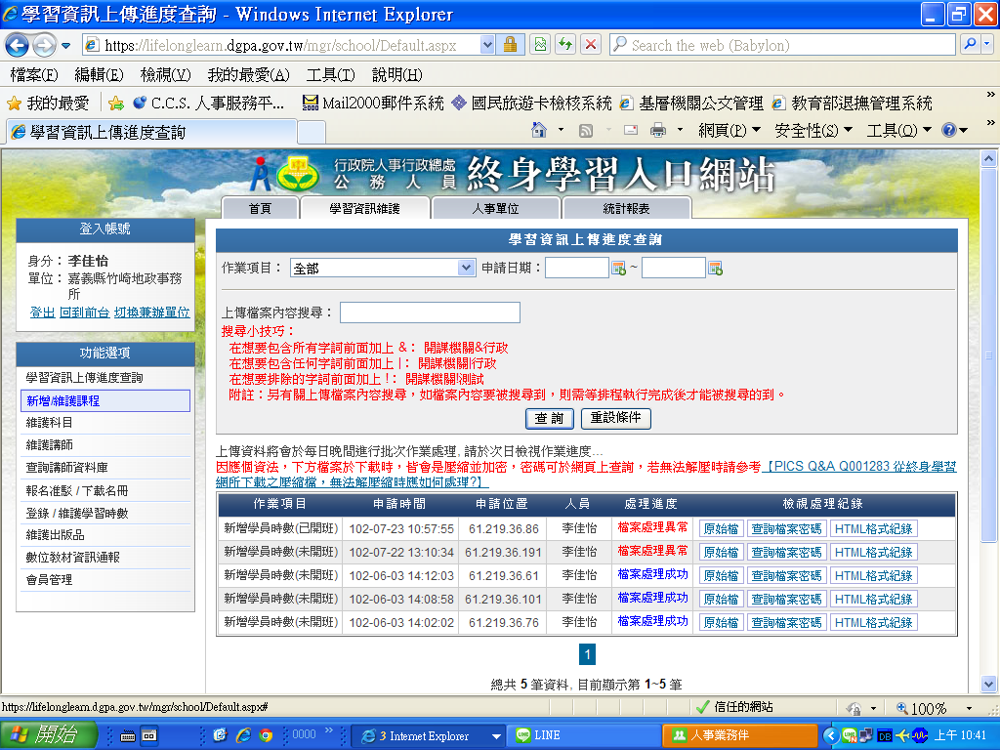 學習資訊上傳進度查詢 - Windows Internet Explorer
https://lifelonglearn.dgpa.gov.tw/mgr/school/Default.aspx
Search the web (Babylon)
檔案(F) 編輯(E) 檢視(V) 我的最愛(A) 工具(T) 說明(H)
我的最愛 C.C.S. 人事服務平... Mail2000郵件系統 國民旅遊卡檢核系統 基層機關公文管理 教育部退撫管理系統 »
學習資訊上傳進度查詢
網頁(P) 安全性(S) 工具(O) »
行政院人事行政總處
公務人員
終身學習入口網站
首頁 學習資訊維護 人事單位 統計報表
登入帳號
身分： 李佳怡
單位： 嘉義縣竹崎地政事務
所
登出 回到前台 切換兼辦單位
功能選項
學習資訊上傳進度查詢
新增/維護課程
維護科目
維護講師
查詢講師資料庫
報名准駁 / 下載名冊
登錄 / 維護學習時數
維護出版品
數位教材資訊通報
會員管理
學習資訊上傳進度查詢
作業項目： 全部 申請日期： ~
上傳檔案內容搜尋：
搜尋小技巧：
在想要包含所有字詞前面加上 &： 開課機關&行政
在想要包含任何字詞前面加上 |： 開課機關|行政
在想要排除的字詞前面加上 !： 開課機關!測試
附註：另有關上傳檔案內容搜尋，如檔案內容要被搜尋到，則需等排程執行完成後才能被搜尋的到。
查 詢 重設條件
上傳資料將會於每日晚間進行批次作業處理, 請於次日檢視作業進度...
因應個資法，下方檔案於下載時，皆會是壓縮並加密，密碼可於網頁上查詢，若無法解壓時請參考【PICS Q&A Q001283 從終身學習
網所下載之壓縮檔，無法解壓縮時應如何處理?】
作業項目 申請時間 申請位置 人員 處理進度 檢視處理紀錄
新增學員時數(已開班) 102-07-23 10:57:55 61.219.36.86 李佳怡 檔案處理異常 原始檔 查詢檔案密碼 HTML格式紀錄
新增學員時數(未開班) 102-07-22 13:10:34 61.219.36.191 李佳怡 檔案處理異常 原始檔 查詢檔案密碼 HTML格式紀錄
新增學員時數(未開班) 102-06-03 14:12:03 61.219.36.61 李佳怡 檔案處理成功 原始檔 查詢檔案密碼 HTML格式紀錄
新增學員時數(未開班) 102-06-03 14:08:58 61.219.36.101 李佳怡 檔案處理成功 原始檔 查詢檔案密碼 HTML格式紀錄
新增學員時數(未開班) 102-06-03 14:02:02 61.219.36.76 李佳怡 檔案處理成功 原始檔 查詢檔案密碼 HTML格式紀錄
1
總共 5 筆資料, 目前顯示第 1~5 筆
https://lifelonglearn.dgpa.gov.tw/mgr/school/Default.aspx#
信任的網站
100%
開始 0000 » 3 Internet Explorer LINE 人事業務伴 上午 10:41